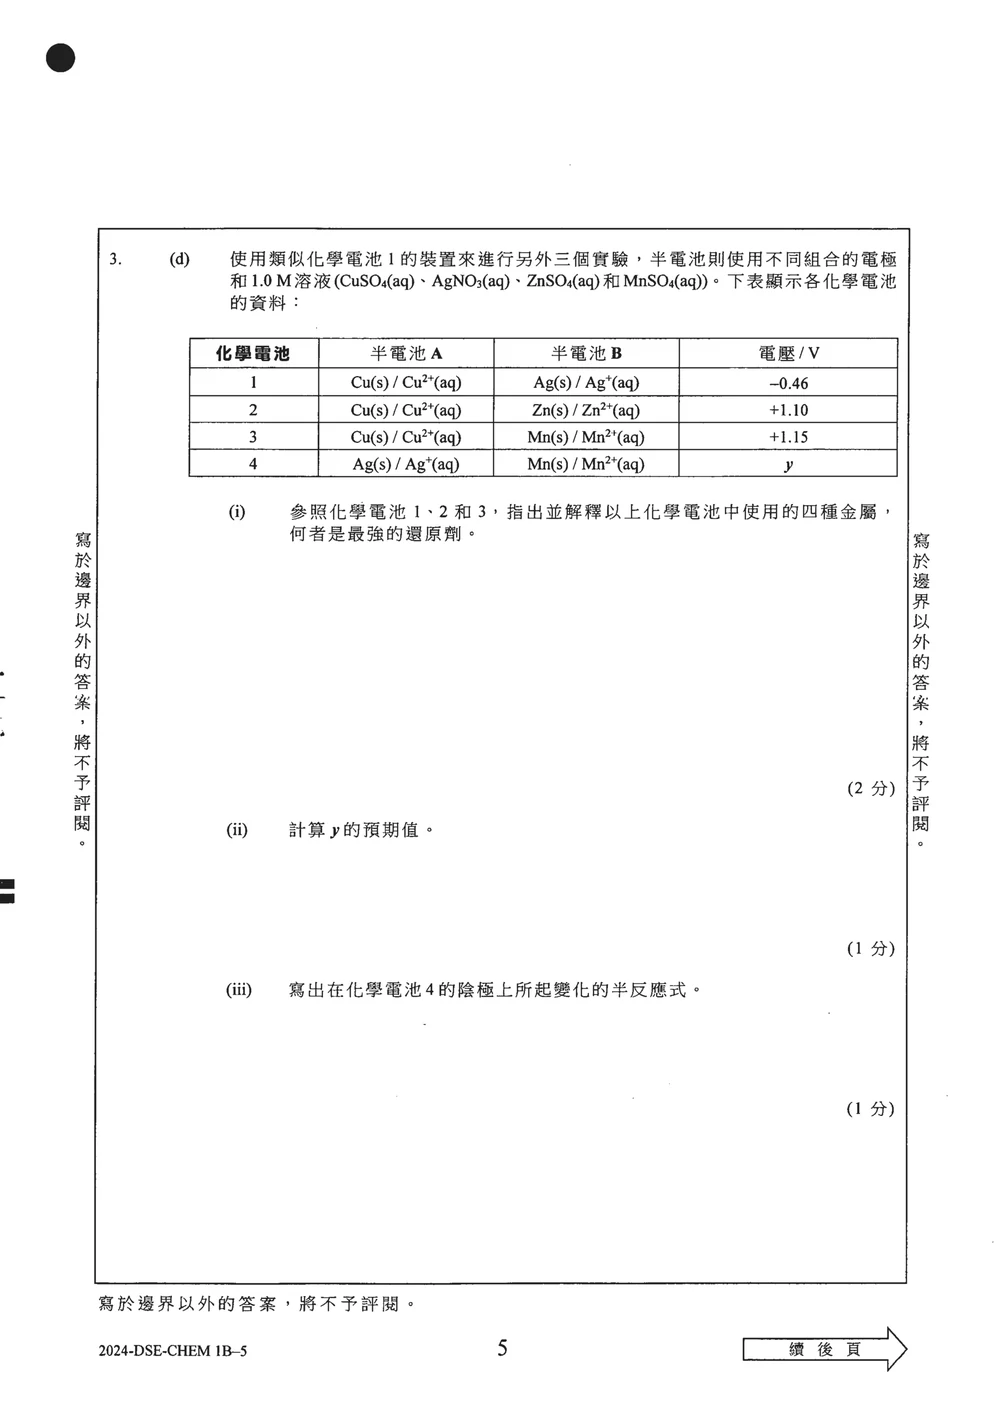 3. (d) 使用類似化學電池 1 的裝置來進行另外三個實驗，半電池則使用不同組合的電極
和 1.0 M 溶液 (CuSO₄(aq)、AgNO₃(aq)、ZnSO₄(aq) 和 MnSO₄(aq))。下表顯示各化學電池
的資料：
化學電池 半電池 A 半電池 B 電壓 / V
1 Cu(s) / Cu²⁺(aq) Ag(s) / Ag⁺(aq) –0.46
2 Cu(s) / Cu²⁺(aq) Zn(s) / Zn²⁺(aq) +1.10
3 Cu(s) / Cu²⁺(aq) Mn(s) / Mn²⁺(aq) +1.15
4 Ag(s) / Ag⁺(aq) Mn(s) / Mn²⁺(aq) y
(i) 參照化學電池 1、2 和 3，指出並解釋以上化學電池中使用的四種金屬，
何者是最強的還原劑。
(2 分)
(ii) 計算 y 的預期值。
(1 分)
(iii) 寫出在化學電池 4 的陰極上所起變化的半反應式。
(1 分)
寫於邊界以外的答案，將不予評閱。
寫於邊界以外的答案，將不予評閱。
寫於邊界以外的答案，將不予評閱。
2024-DSE-CHEM 1B–5 5 續後頁